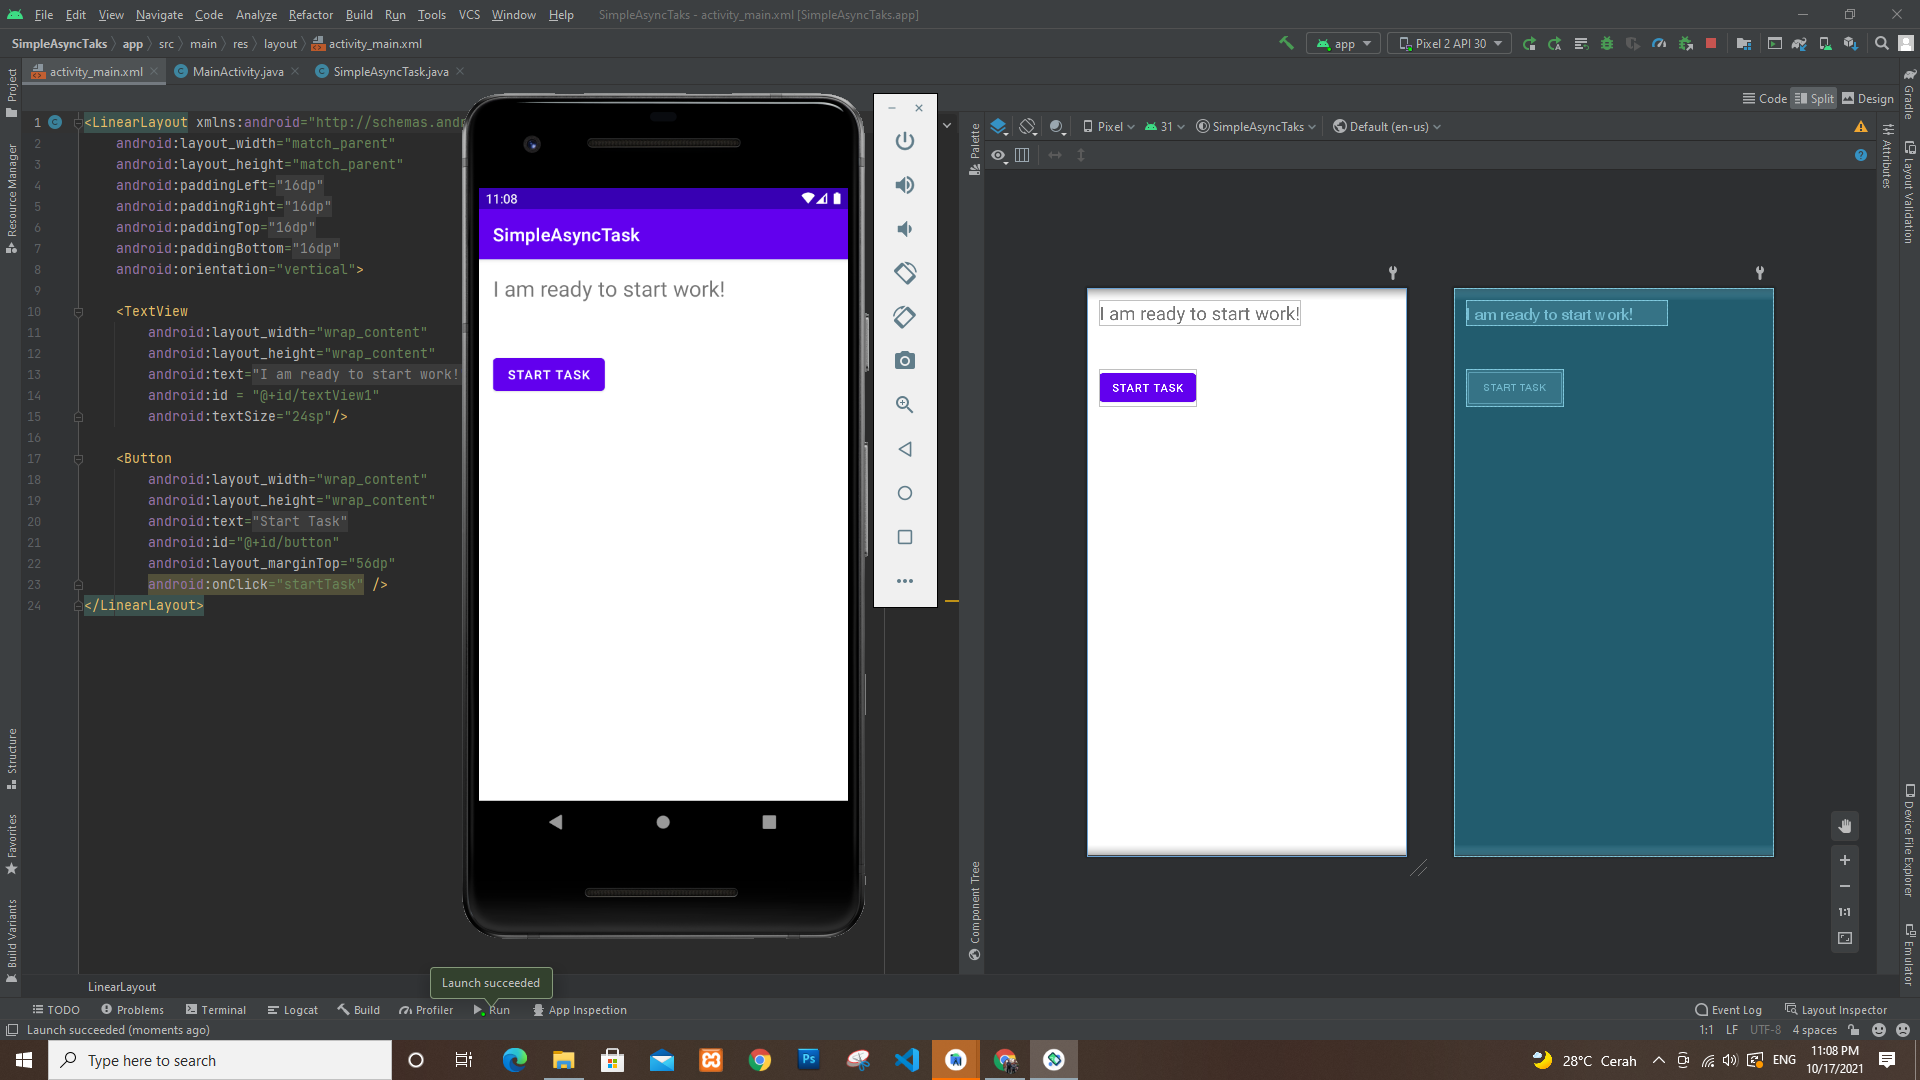 File Edit View Navigate Code Analyze Refactor Build Run Tools VCS Window Help SimpleAsyncTaks - activity_main.xml [SimpleAsyncTaks.app]
SimpleAsyncTaks app src main res layout activity_main.xml
app Pixel 2 API 30
activity_main.xml MainActivity.java SimpleAsyncTask.java
Code Split Design
Project
Resource Manager
Structure
Favorites
Build Variants
1 <LinearLayout xmlns:android="http://schemas.andr
2 android:layout_width="match_parent"
3 android:layout_height="match_parent"
4 android:paddingLeft="16dp"
5 android:paddingRight="16dp"
6 android:paddingTop="16dp"
7 android:paddingBottom="16dp"
8 android:orientation="vertical">
9
10 <TextView
11 android:layout_width="wrap_content"
12 android:layout_height="wrap_content"
13 android:text="I am ready to start work!
14 android:id = "@+id/textView1"
15 android:textSize="24sp"/>
16
17 <Button
18 android:layout_width="wrap_content"
19 android:layout_height="wrap_content"
20 android:text="Start Task"
21 android:id="@+id/button"
22 android:layout_marginTop="56dp"
23 android:onClick="startTask" />
24 </LinearLayout>
11:08
SimpleAsyncTask
I am ready to start work!
START TASK
Palette
Component Tree
Pixel 31 SimpleAsyncTaks Default (en-us)
I am ready to start work!
START TASK
I am ready to start work!
START TASK
1:1
Gradle
Attributes
Layout Validation
Device File Explorer
Emulator
LinearLayout
Launch succeeded
TODO Problems Terminal Logcat Build Profiler Run App Inspection Event Log Layout Inspector
Launch succeeded (moments ago) 1:1 LF UTF-8 4 spaces
Type here to search
Ps
28°C Cerah ENG
11:08 PM
10/17/2021